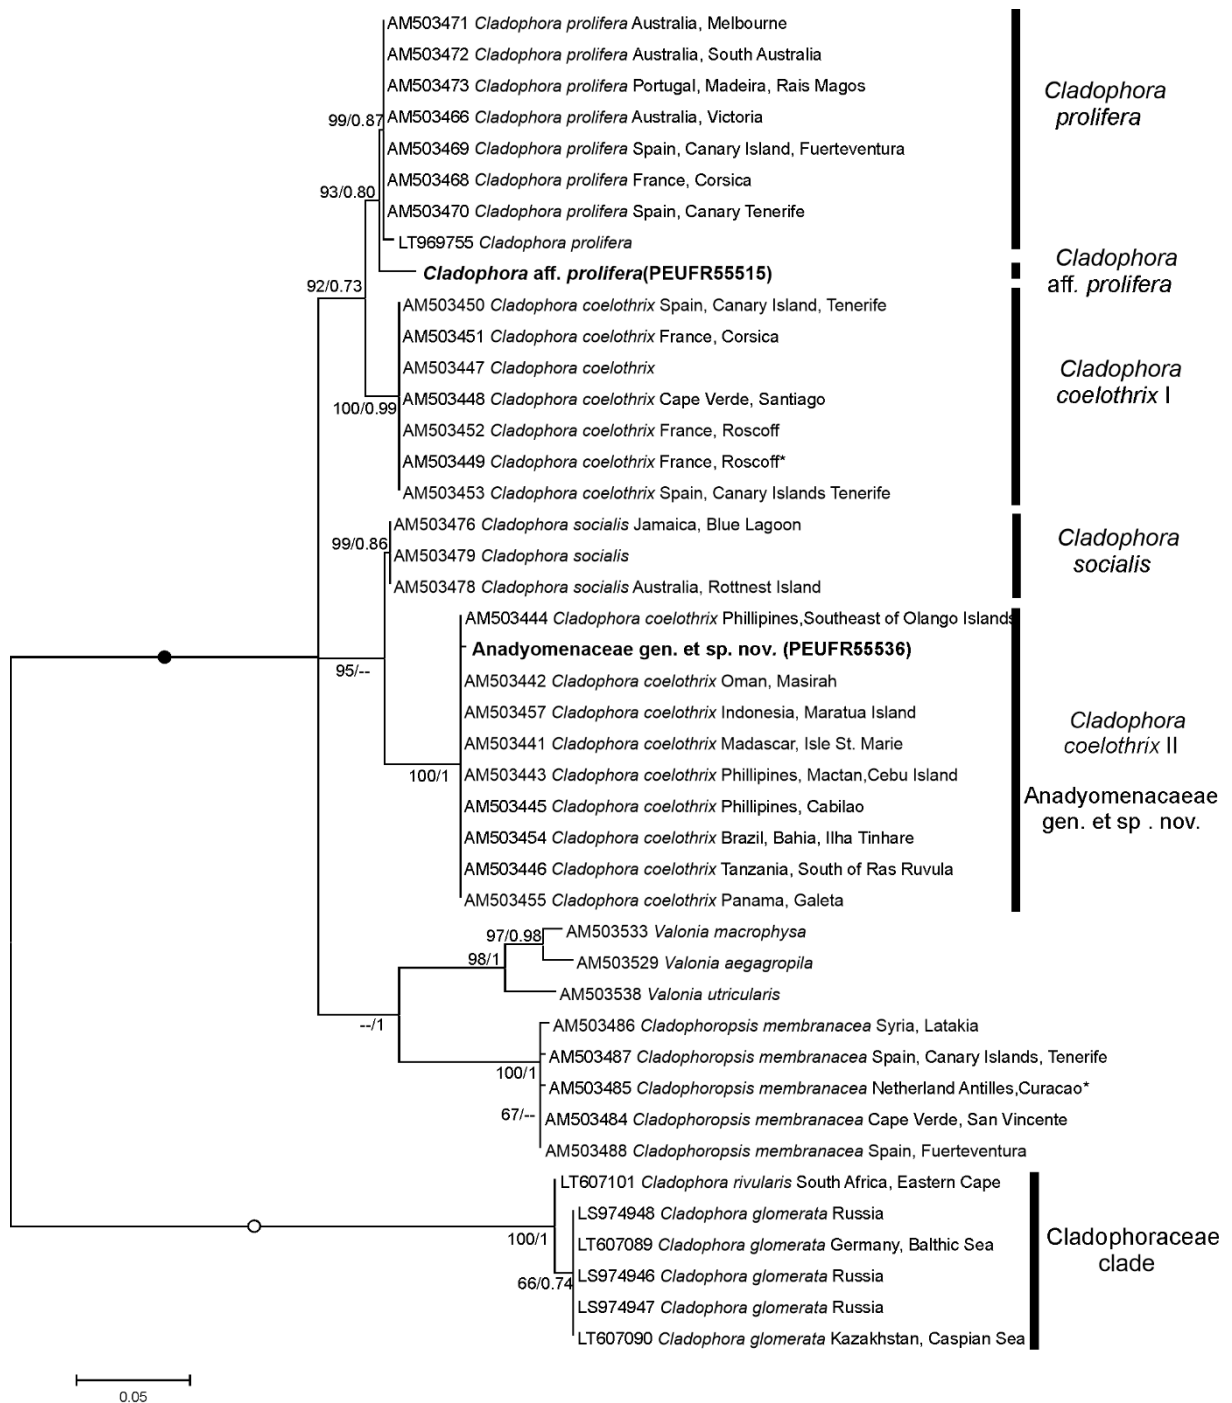 AM503471 Cladophora prolifera Australia, Melbourne
AM503472 Cladophora prolifera Australia, South Australia
AM503473 Cladophora prolifera Portugal, Madeira, Rais Magos
Cladophora
prolifera
99/0.87
AM503466 Cladophora prolifera Australia, Victoria
AM503469 Cladophora prolifera Spain, Canary Island, Fuerteventura
AM503468 Cladophora prolifera France, Corsica
93/0.80
AM503470 Cladophora prolifera Spain, Canary Tenerife
LT969755 Cladophora prolifera
Cladophora aff. prolifera(PEUFR55515)
Cladophora
aff. prolifera
92/0.73
AM503450 Cladophora coelothrix Spain, Canary Island, Tenerife
AM503451 Cladophora coelothrix France, Corsica
AM503447 Cladophora coelothrix
Cladophora
coelothrix I
AM503448 Cladophora coelothrix Cape Verde, Santiago
100/0.99
AM503452 Cladophora coelothrix France, Roscoff
AM503449 Cladophora coelothrix France, Roscoff*
AM503453 Cladophora coelothrix Spain, Canary Islands Tenerife
AM503476 Cladophora socialis Jamaica, Blue Lagoon
99/0.86
AM503479 Cladophora socialis
Cladophora
socialis
AM503478 Cladophora socialis Australia, Rottnest Island
AM503444 Cladophora coelothrix Phillipines,Southeast of Olango Islands
Anadyomenaceae gen. et sp. nov. (PEUFR55536)
95/--
AM503442 Cladophora coelothrix Oman, Masirah
AM503457 Cladophora coelothrix Indonesia, Maratua Island
Cladophora
coelothrix II
AM503441 Cladophora coelothrix Madascar, Isle St. Marie
100/1
AM503443 Cladophora coelothrix Phillipines, Mactan,Cebu Island
Anadyomenacaeae
gen. et sp . nov.
AM503445 Cladophora coelothrix Phillipines, Cabilao
AM503454 Cladophora coelothrix Brazil, Bahia, Ilha Tinhare
AM503446 Cladophora coelothrix Tanzania, South of Ras Ruvula
AM503455 Cladophora coelothrix Panama, Galeta
97/0.98
AM503533 Valonia macrophysa
98/1
AM503529 Valonia aegagropila
AM503538 Valonia utricularis
--/1
AM503486 Cladophoropsis membranacea Syria, Latakia
AM503487 Cladophoropsis membranacea Spain, Canary Islands, Tenerife
100/1
AM503485 Cladophoropsis membranacea Netherland Antilles,Curacao*
67/--
AM503484 Cladophoropsis membranacea Cape Verde, San Vincente
AM503488 Cladophoropsis membranacea Spain, Fuerteventura
LT607101 Cladophora rivularis South Africa, Eastern Cape
LS974948 Cladophora glomerata Russia
100/1
LT607089 Cladophora glomerata Germany, Balthic Sea
Cladophoraceae
clade
66/0.74
LS974946 Cladophora glomerata Russia
LS974947 Cladophora glomerata Russia
LT607090 Cladophora glomerata Kazakhstan, Caspian Sea
0.05